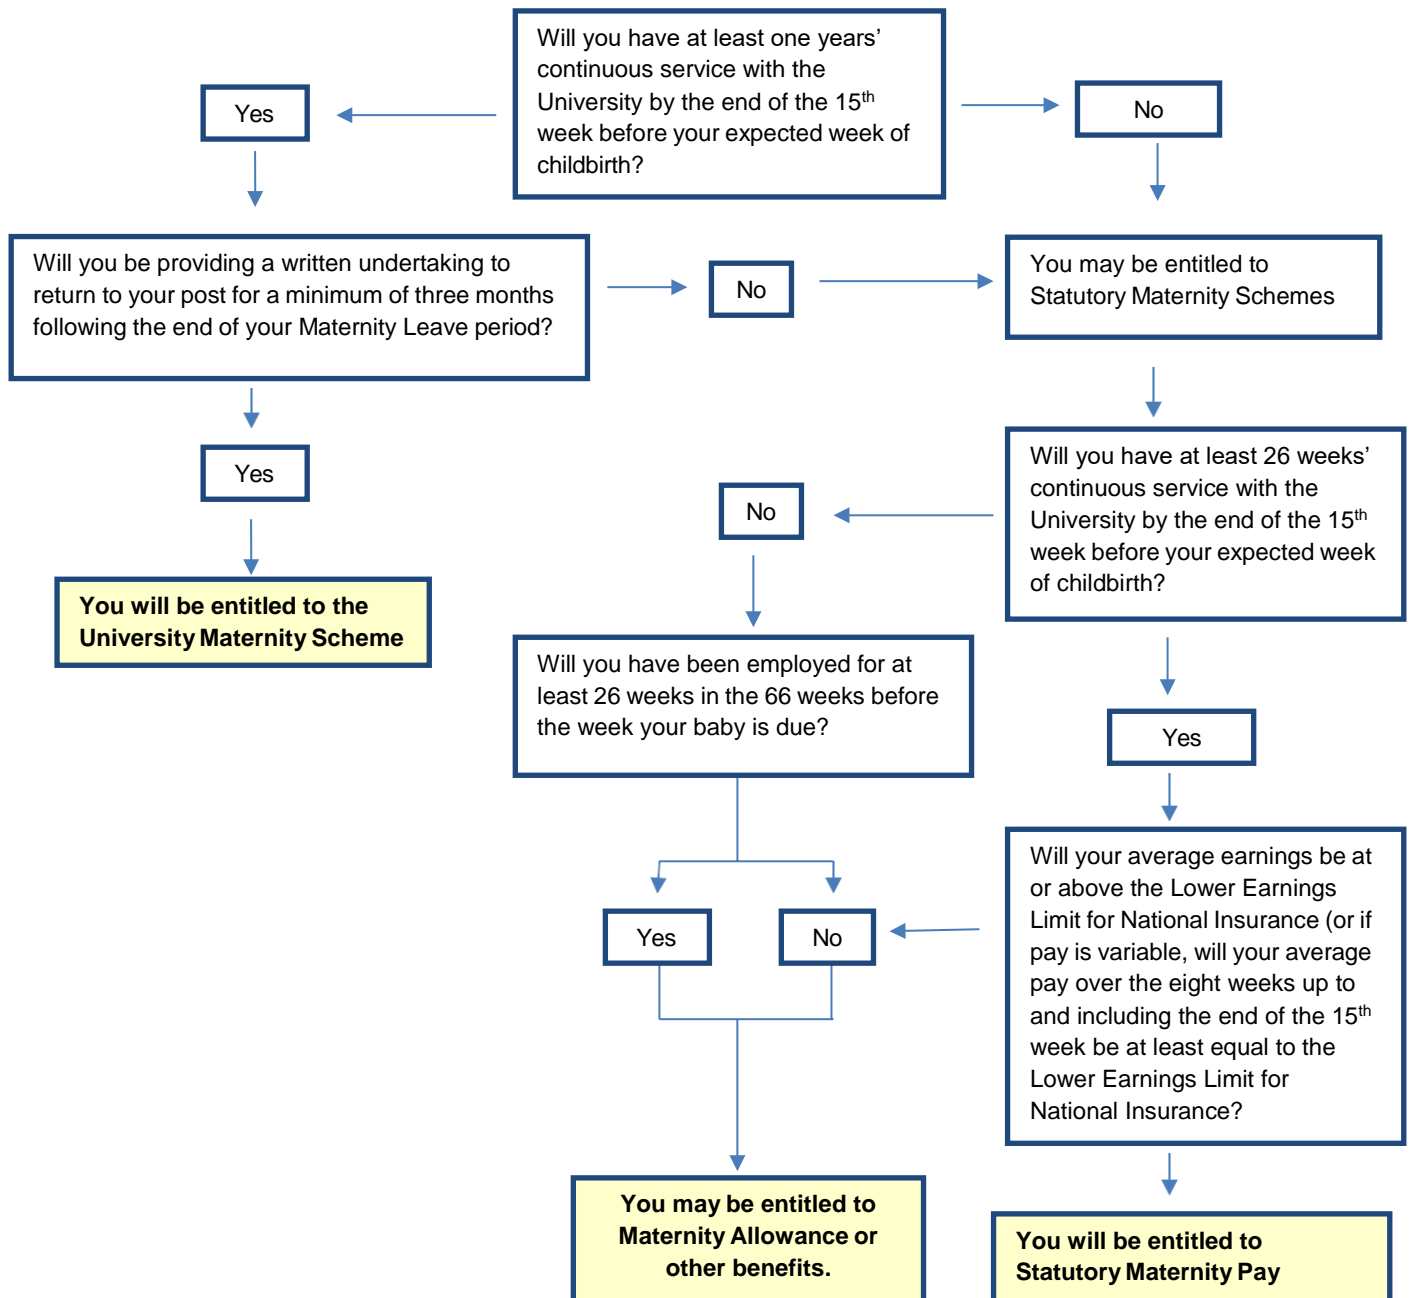 Will you have at least one years’
continuous service with the
University by the end of the 15th
week before your expected week of
childbirth?
Yes
No
Will you be providing a written undertaking to
return to your post for a minimum of three months
following the end of your Maternity Leave period?
No
You may be entitled to
Statutory Maternity Schemes
Yes
Will you have at least 26 weeks’
continuous service with the
University by the end of the 15th
week before your expected week
of childbirth?
No
You will be entitled to the
University Maternity Scheme
Will you have been employed for at
least 26 weeks in the 66 weeks before
the week your baby is due?
Yes
Will your average earnings be at
or above the Lower Earnings
Limit for National Insurance (or if
pay is variable, will your average
pay over the eight weeks up to
and including the end of the 15th
week be at least equal to the
Lower Earnings Limit for
National Insurance?
Yes
No
You may be entitled to
Maternity Allowance or
other benefits.
You will be entitled to
Statutory Maternity Pay